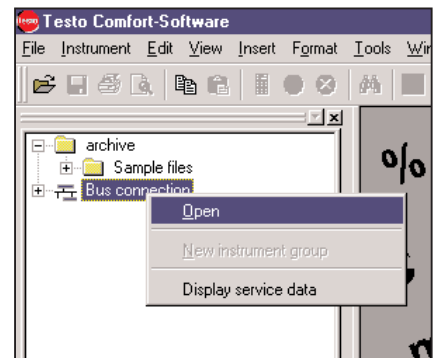 Testo Comfort-Software
File Instrument Edit View Insert Format Tools
archive
Sample files
Bus connection
Open
New instrument group
Display service data
%